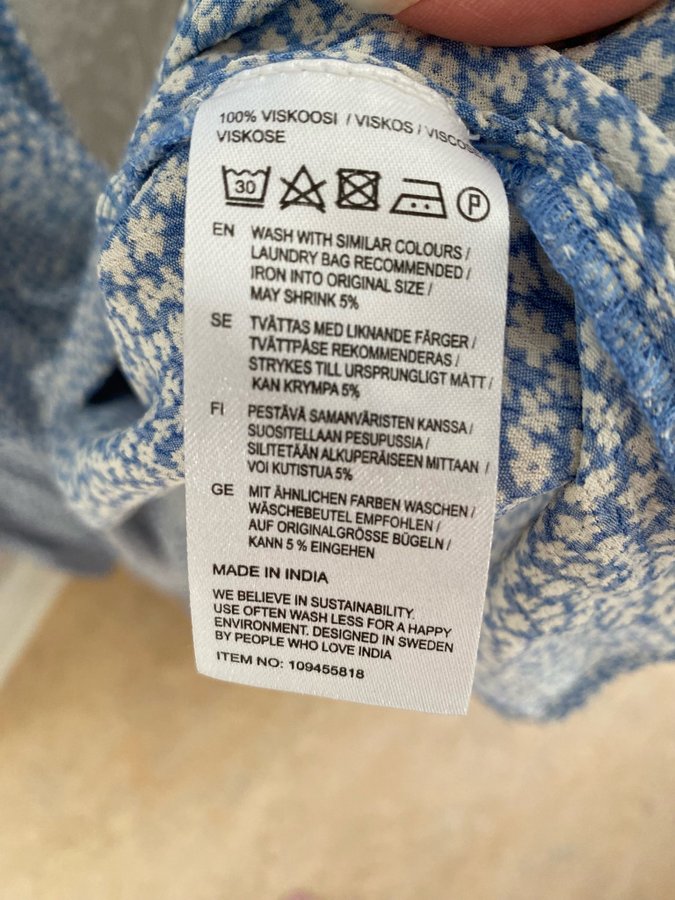 100% VISKOOSI / VISKOS / VISCOSE
VISKOSE
30 P
EN WASH WITH SIMILAR COLOURS /
LAUNDRY BAG RECOMMENDED /
IRON INTO ORIGINAL SIZE /
MAY SHRINK 5%
SE TVÄTTAS MED LIKNANDE FÄRGER /
TVÄTTPÅSE REKOMMENDERAS /
STRYKES TILL URSPRUNGLIGT MÅTT /
KAN KRYMPA 5%
FI PESTÄVÄ SAMANVÄRISTEN KANSSA /
SUOSITELLAAN PESUPUSSIA /
SILITETÄÄN ALKUPERÄISEEN MITTAAN /
VOI KUTISTUA 5%
GE MIT ÄHNLICHEN FARBEN WASCHEN /
WÄSCHEBEUTEL EMPFOHLEN /
AUF ORIGINALGRÖSSE BÜGELN /
KANN 5 % EINGEHEN
MADE IN INDIA
WE BELIEVE IN SUSTAINABILITY.
USE OFTEN WASH LESS FOR A HAPPY
ENVIRONMENT. DESIGNED IN SWEDEN
BY PEOPLE WHO LOVE INDIA
ITEM NO: 109455818